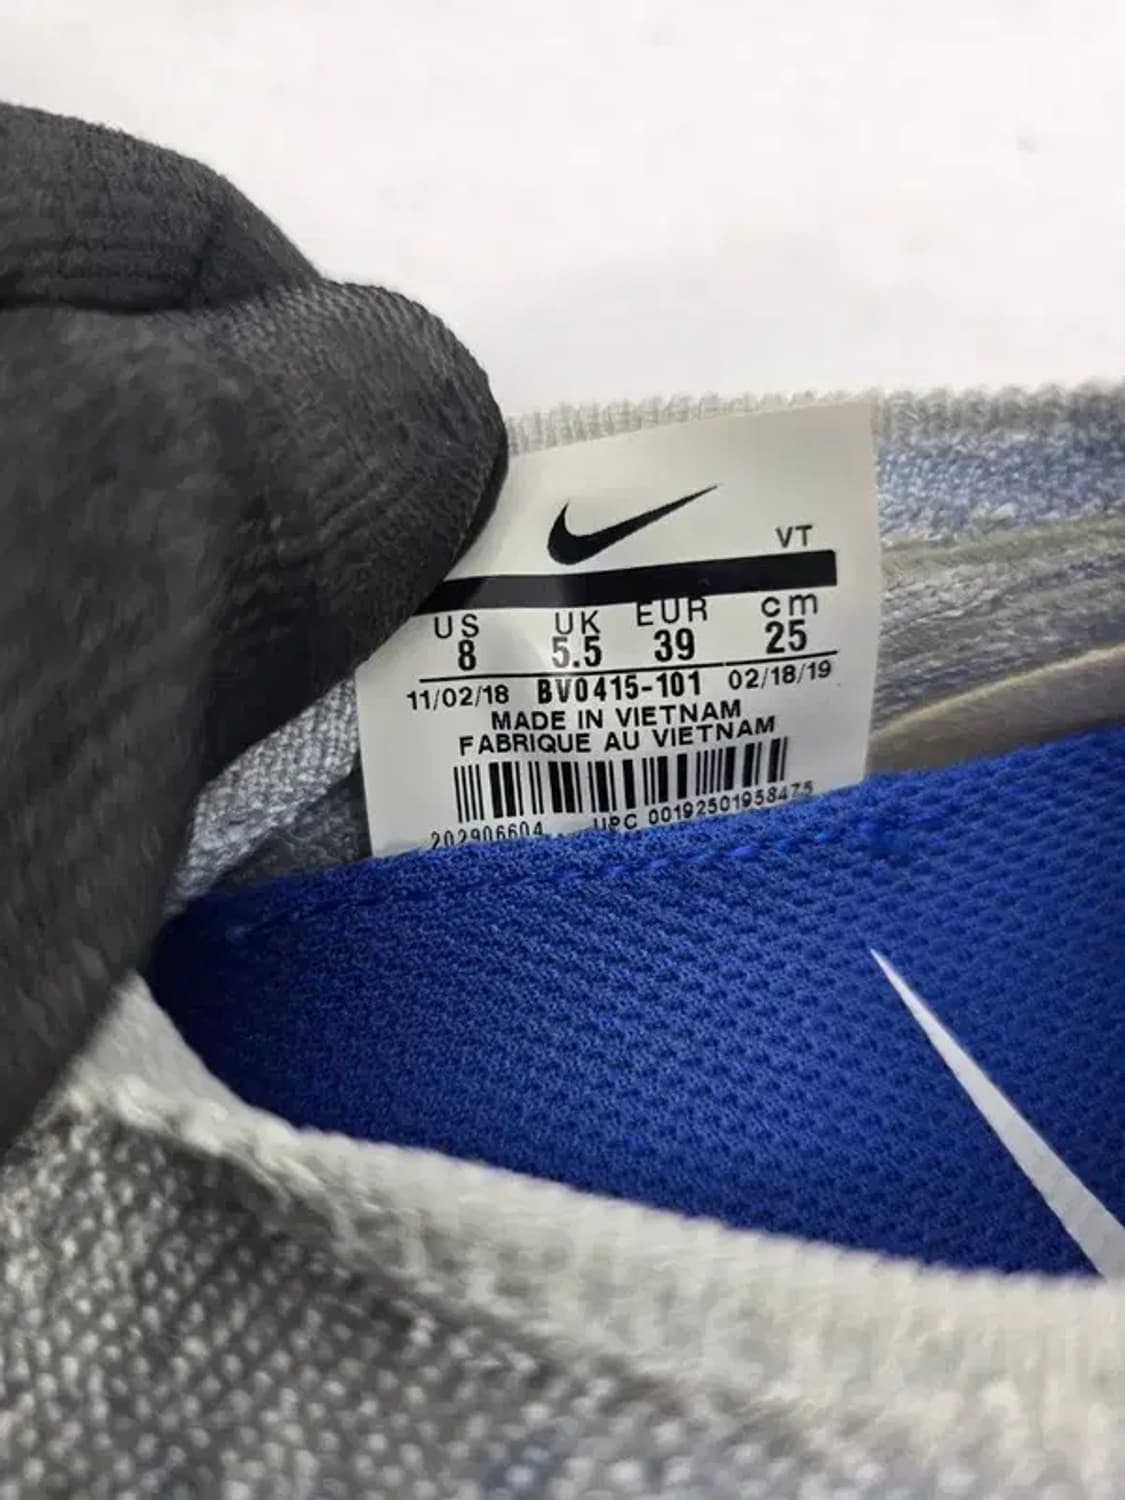 VT
US UK EUR cm
8 5.5 39 25
11/02/18 BV0415-101 02/18/19
MADE IN VIETNAM
FABRIQUE AU VIETNAM
202906604 UPC 00192501958475